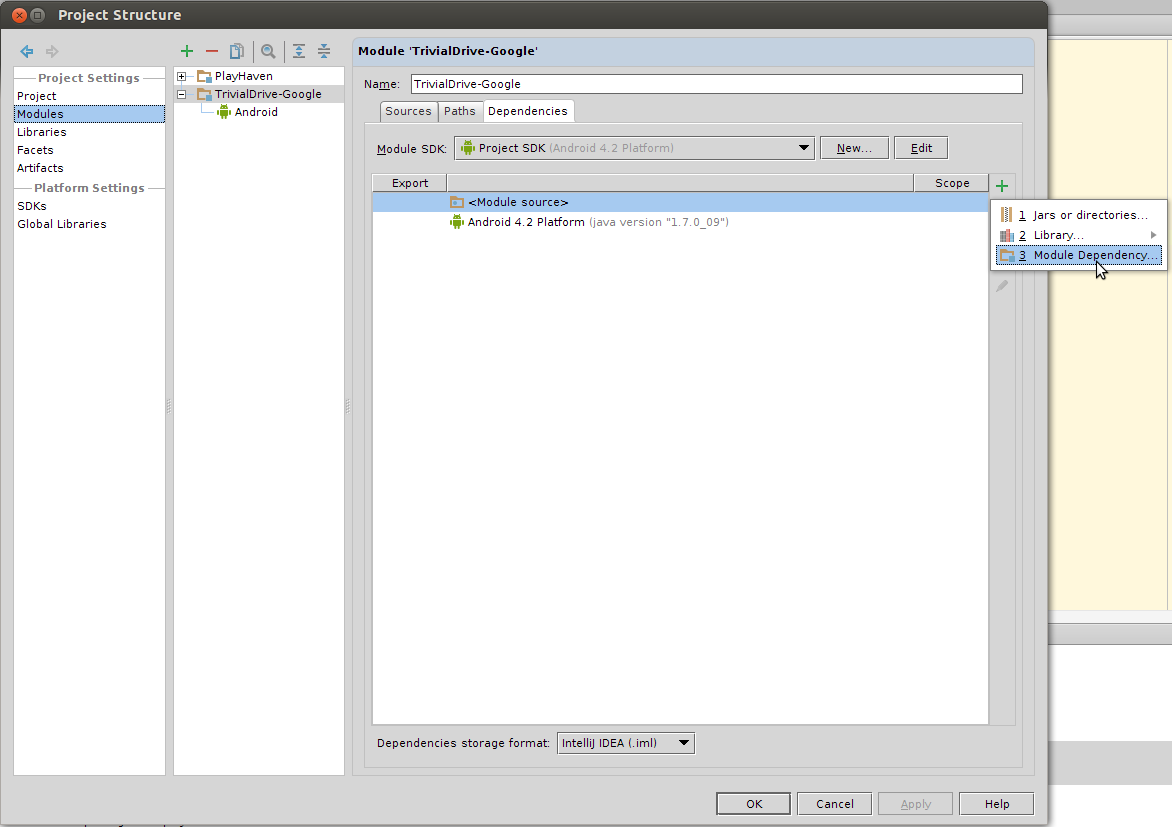 Project Structure
Project Settings
Project
Modules
Libraries
Facets
Artifacts
Platform Settings
SDKs
Global Libraries
PlayHaven
TrivialDrive-Google
Android
Module 'TrivialDrive-Google'
Name: TrivialDrive-Google
Sources Paths Dependencies
Module SDK: Project SDK (Android 4.2 Platform) New... Edit
Export Scope
<Module source>
Android 4.2 Platform (java version "1.7.0_09")
1 Jars or directories...
2 Library...
3 Module Dependency...
Dependencies storage format: IntelliJ IDEA (.iml)
OK Cancel Apply Help